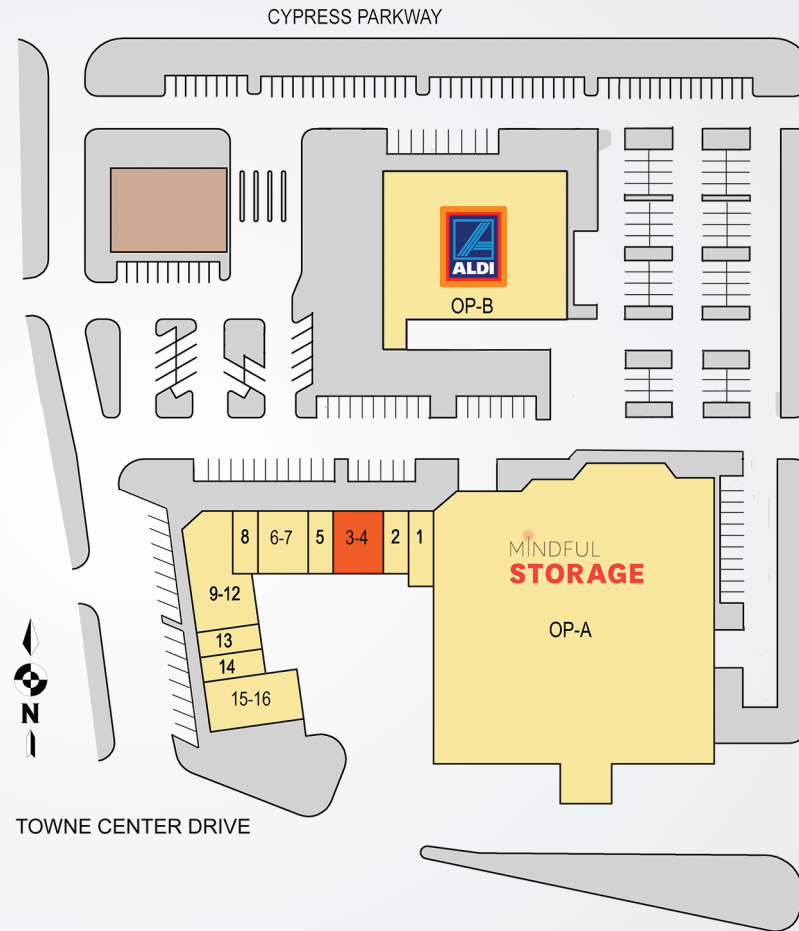 CYPRESS PARKWAY
ALDI
OP-B
8
6-7
5
3-4
2
1
MINDFUL
STORAGE
OP-A
9-12
13
14
15-16
N
TOWNE CENTER DRIVE